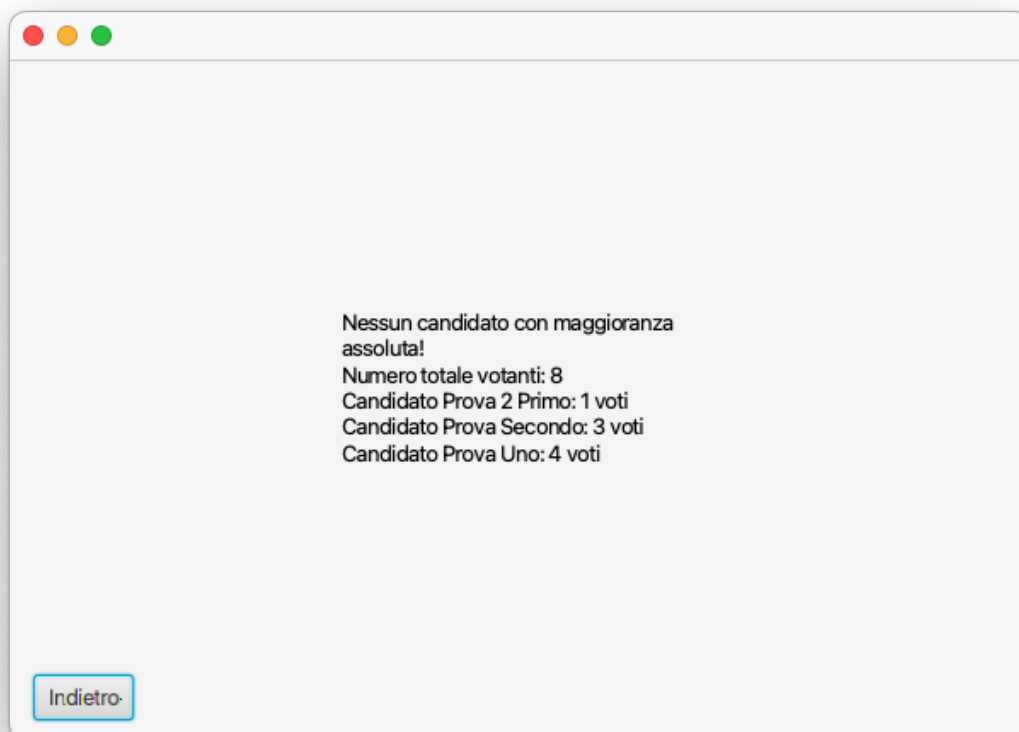 Nessun candidato con maggioranza
assoluta!
Numero totale votanti: 8
Candidato Prova 2 Primo: 1 voti
Candidato Prova Secondo: 3 voti
Candidato Prova Uno: 4 voti
Indietro